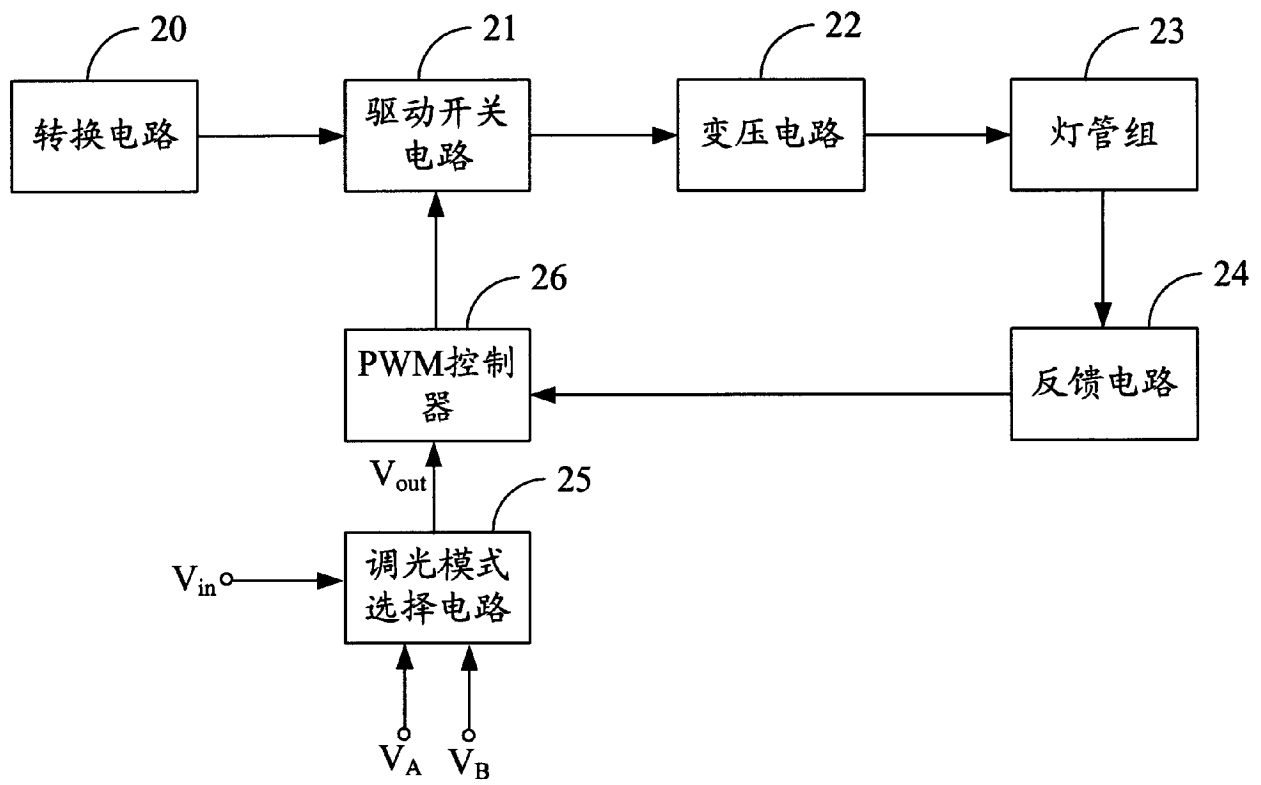 20
21
22
23
转换电路
驱动开关
电路
变压电路
灯管组
26
24
PWM控制
器
反馈电路
Vout
25
Vin
调光模式
选择电路
VA
VB